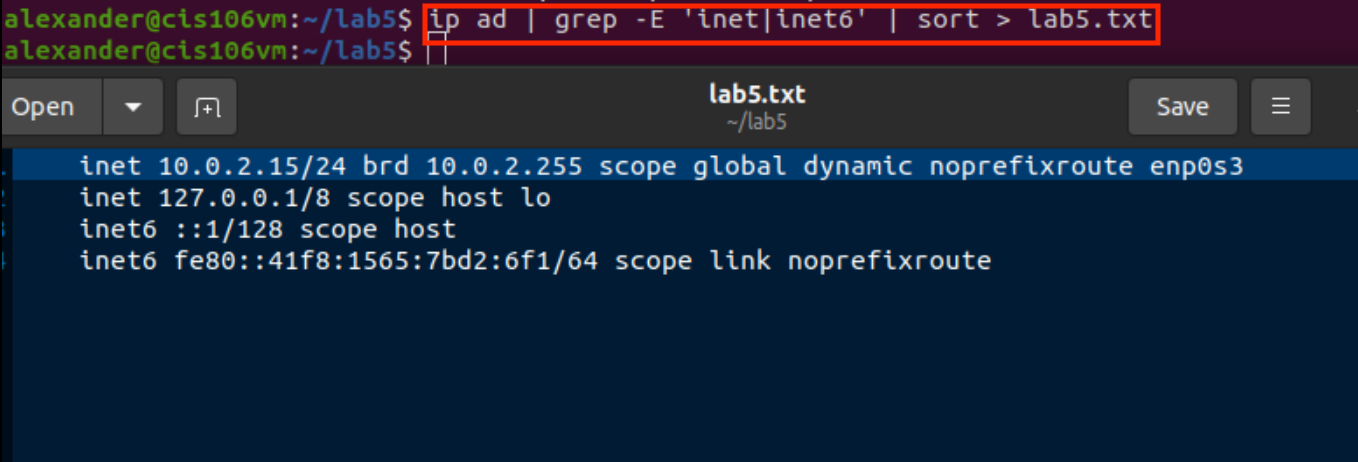 alexander@cis106vm:~/lab5$ ip ad | grep -E 'inet|inet6' | sort > lab5.txt
alexander@cis106vm:~/lab5$
Open
lab5.txt
Save
~/lab5
inet 10.0.2.15/24 brd 10.0.2.255 scope global dynamic noprefixroute enp0s3
inet 127.0.0.1/8 scope host lo
inet6 ::1/128 scope host
inet6 fe80::41f8:1565:7bd2:6f1/64 scope link noprefixroute